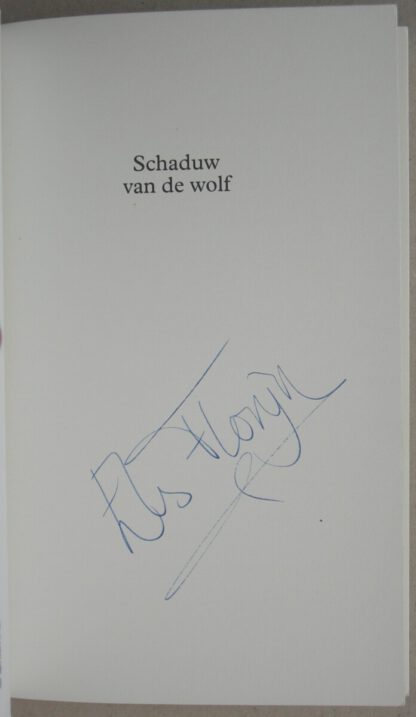 Schaduw
van de wolf
Els Florijn